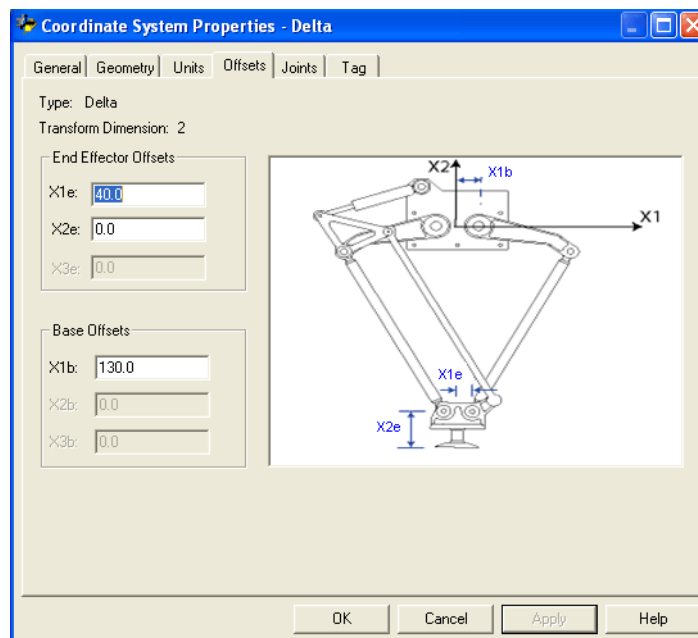 Coordinate System Properties - Delta
General Geometry Units Offsets Joints Tag
Type: Delta
Transform Dimension: 2
End Effector Offsets
X1e: 40.0
X2e: 0.0
X3e: 0.0
Base Offsets
X1b: 130.0
X2b: 0.0
X3b: 0.0
X2
X1b
X1
X1e
X2e
OK Cancel Apply Help